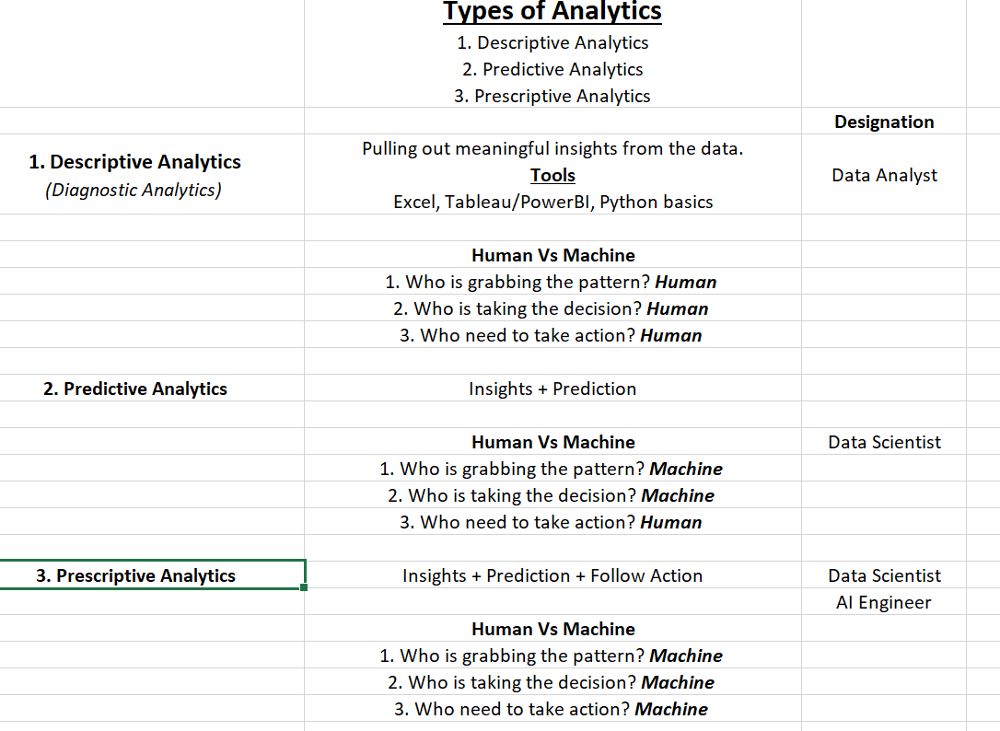 Types of Analytics
1. Descriptive Analytics
2. Predictive Analytics
3. Prescriptive Analytics
Designation
1. Descriptive Analytics
(Diagnostic Analytics)
Pulling out meaningful insights from the data.
Tools
Excel, Tableau/PowerBI, Python basics
Data Analyst
Human Vs Machine
1. Who is grabbing the pattern? Human
2. Who is taking the decision? Human
3. Who need to take action? Human
2. Predictive Analytics
Insights + Prediction
Human Vs Machine
Data Scientist
1. Who is grabbing the pattern? Machine
2. Who is taking the decision? Machine
3. Who need to take action? Human
3. Prescriptive Analytics
Insights + Prediction + Follow Action
Data Scientist
AI Engineer
Human Vs Machine
1. Who is grabbing the pattern? Machine
2. Who is taking the decision? Machine
3. Who need to take action? Machine